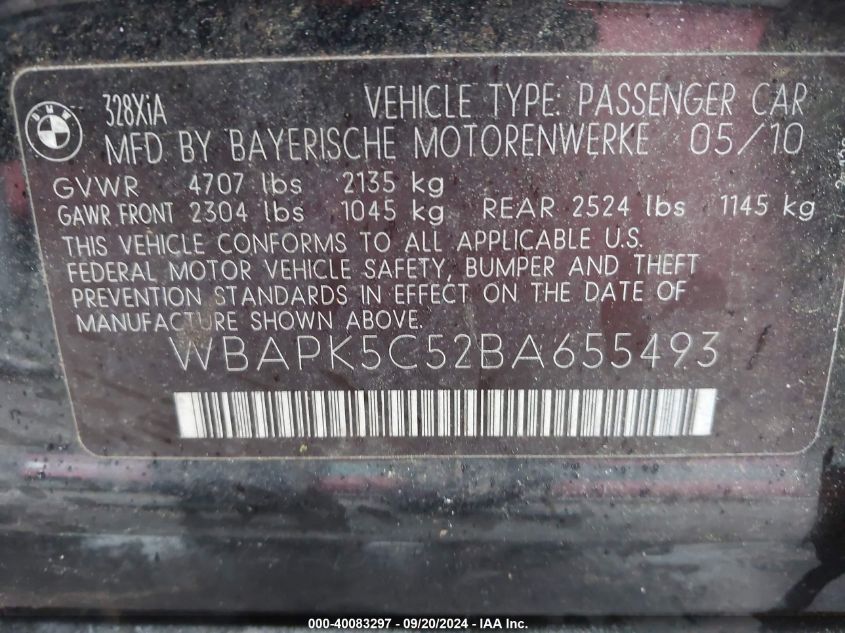 BMW
328XiA VEHICLE TYPE: PASSENGER CAR
MFD BY BAYERISCHE MOTORENWERKE 05/10
GVWR 4707 lbs 2135 kg
GAWR FRONT 2304 lbs 1045 kg REAR 2524 lbs 1145 kg
THIS VEHICLE CONFORMS TO ALL APPLICABLE U.S.
FEDERAL MOTOR VEHICLE SAFETY, BUMPER AND THEFT
PREVENTION STANDARDS IN EFFECT ON THE DATE OF
MANUFACTURE SHOWN ABOVE.
WBAPK5C52BA655493
000-40083297 - 09/20/2024 - IAA Inc.